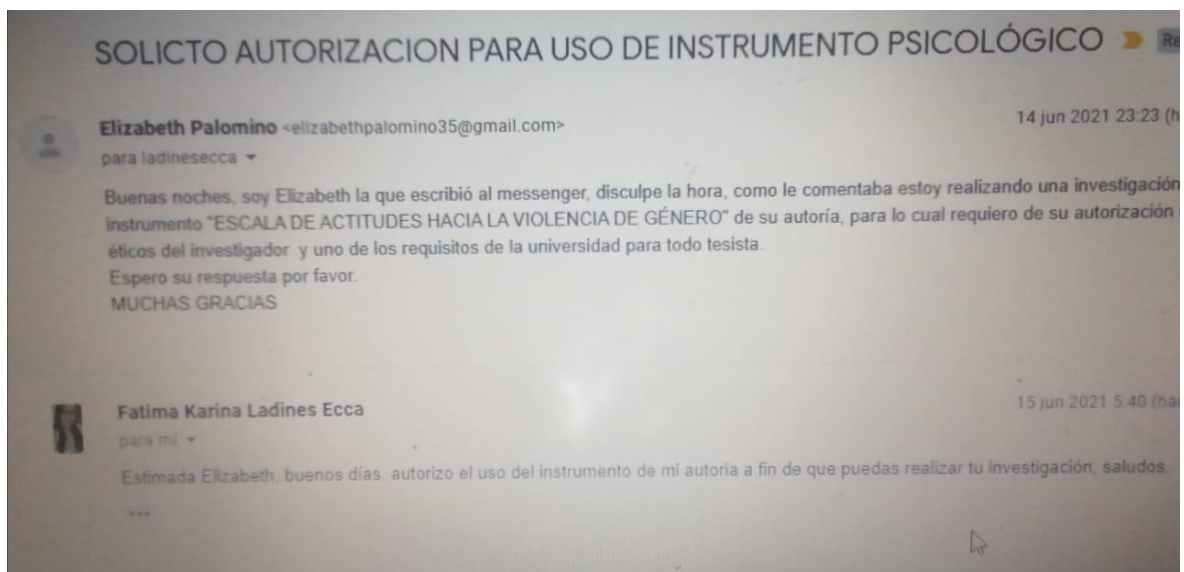 SOLICTO AUTORIZACION PARA USO DE INSTRUMENTO PSICOLÓGICO Re
Elizabeth Palomino <elizabethpalomino35@gmail.com>
14 jun 2021 23:23 (h
para ladinesecca
Buenas noches, soy Elizabeth la que escribió al messenger, disculpe la hora, como le comentaba estoy realizando una investigación
instrumento "ESCALA DE ACTITUDES HACIA LA VIOLENCIA DE GÉNERO" de su autoría, para lo cual requiero de su autorización
éticos del investigador y uno de los requisitos de la universidad para todo tesista.
Espero su respuesta por favor.
MUCHAS GRACIAS
Fatima Karina Ladines Ecca
15 jun 2021 5:40 (hac
para mi
Estimada Elizabeth, buenos días, autorizo el uso del instrumento de mi autoría a fin de que puedas realizar tu investigación, saludos.
...